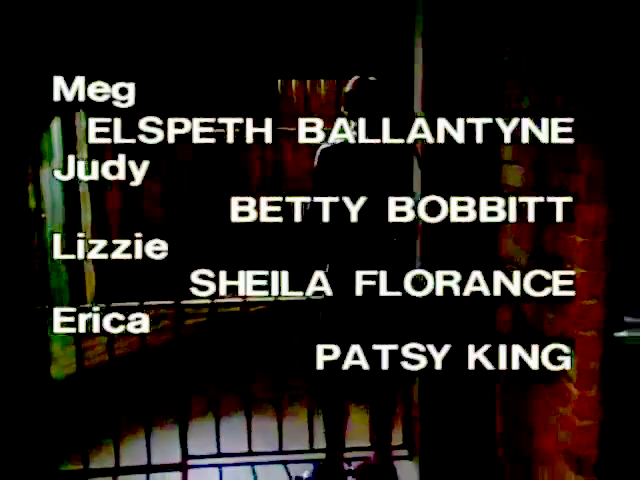 Meg
ELSPETH BALLANTYNE
Judy
BETTY BOBBITT
Lizzie
SHEILA FLORANCE
Erica
PATSY KING